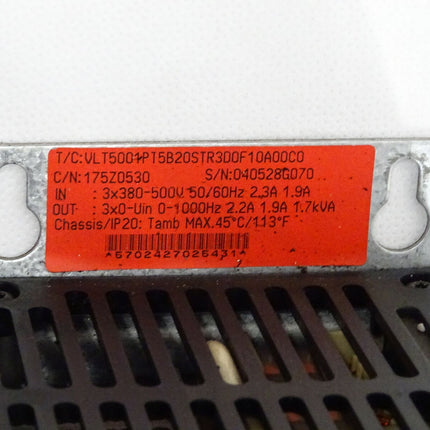 T/C:VLT5001PT5B20STR3D0F10A00C0
C/N:175Z0530 S/N:040528G070
IN : 3x380-500V 50/60Hz 2.3A 1.9A
OUT : 3x0-Uin 0-1000Hz 2.2A 1.9A 1.7kVA
Chassis/IP20: Tamb MAX.45°C/113°F
*5702427025431*